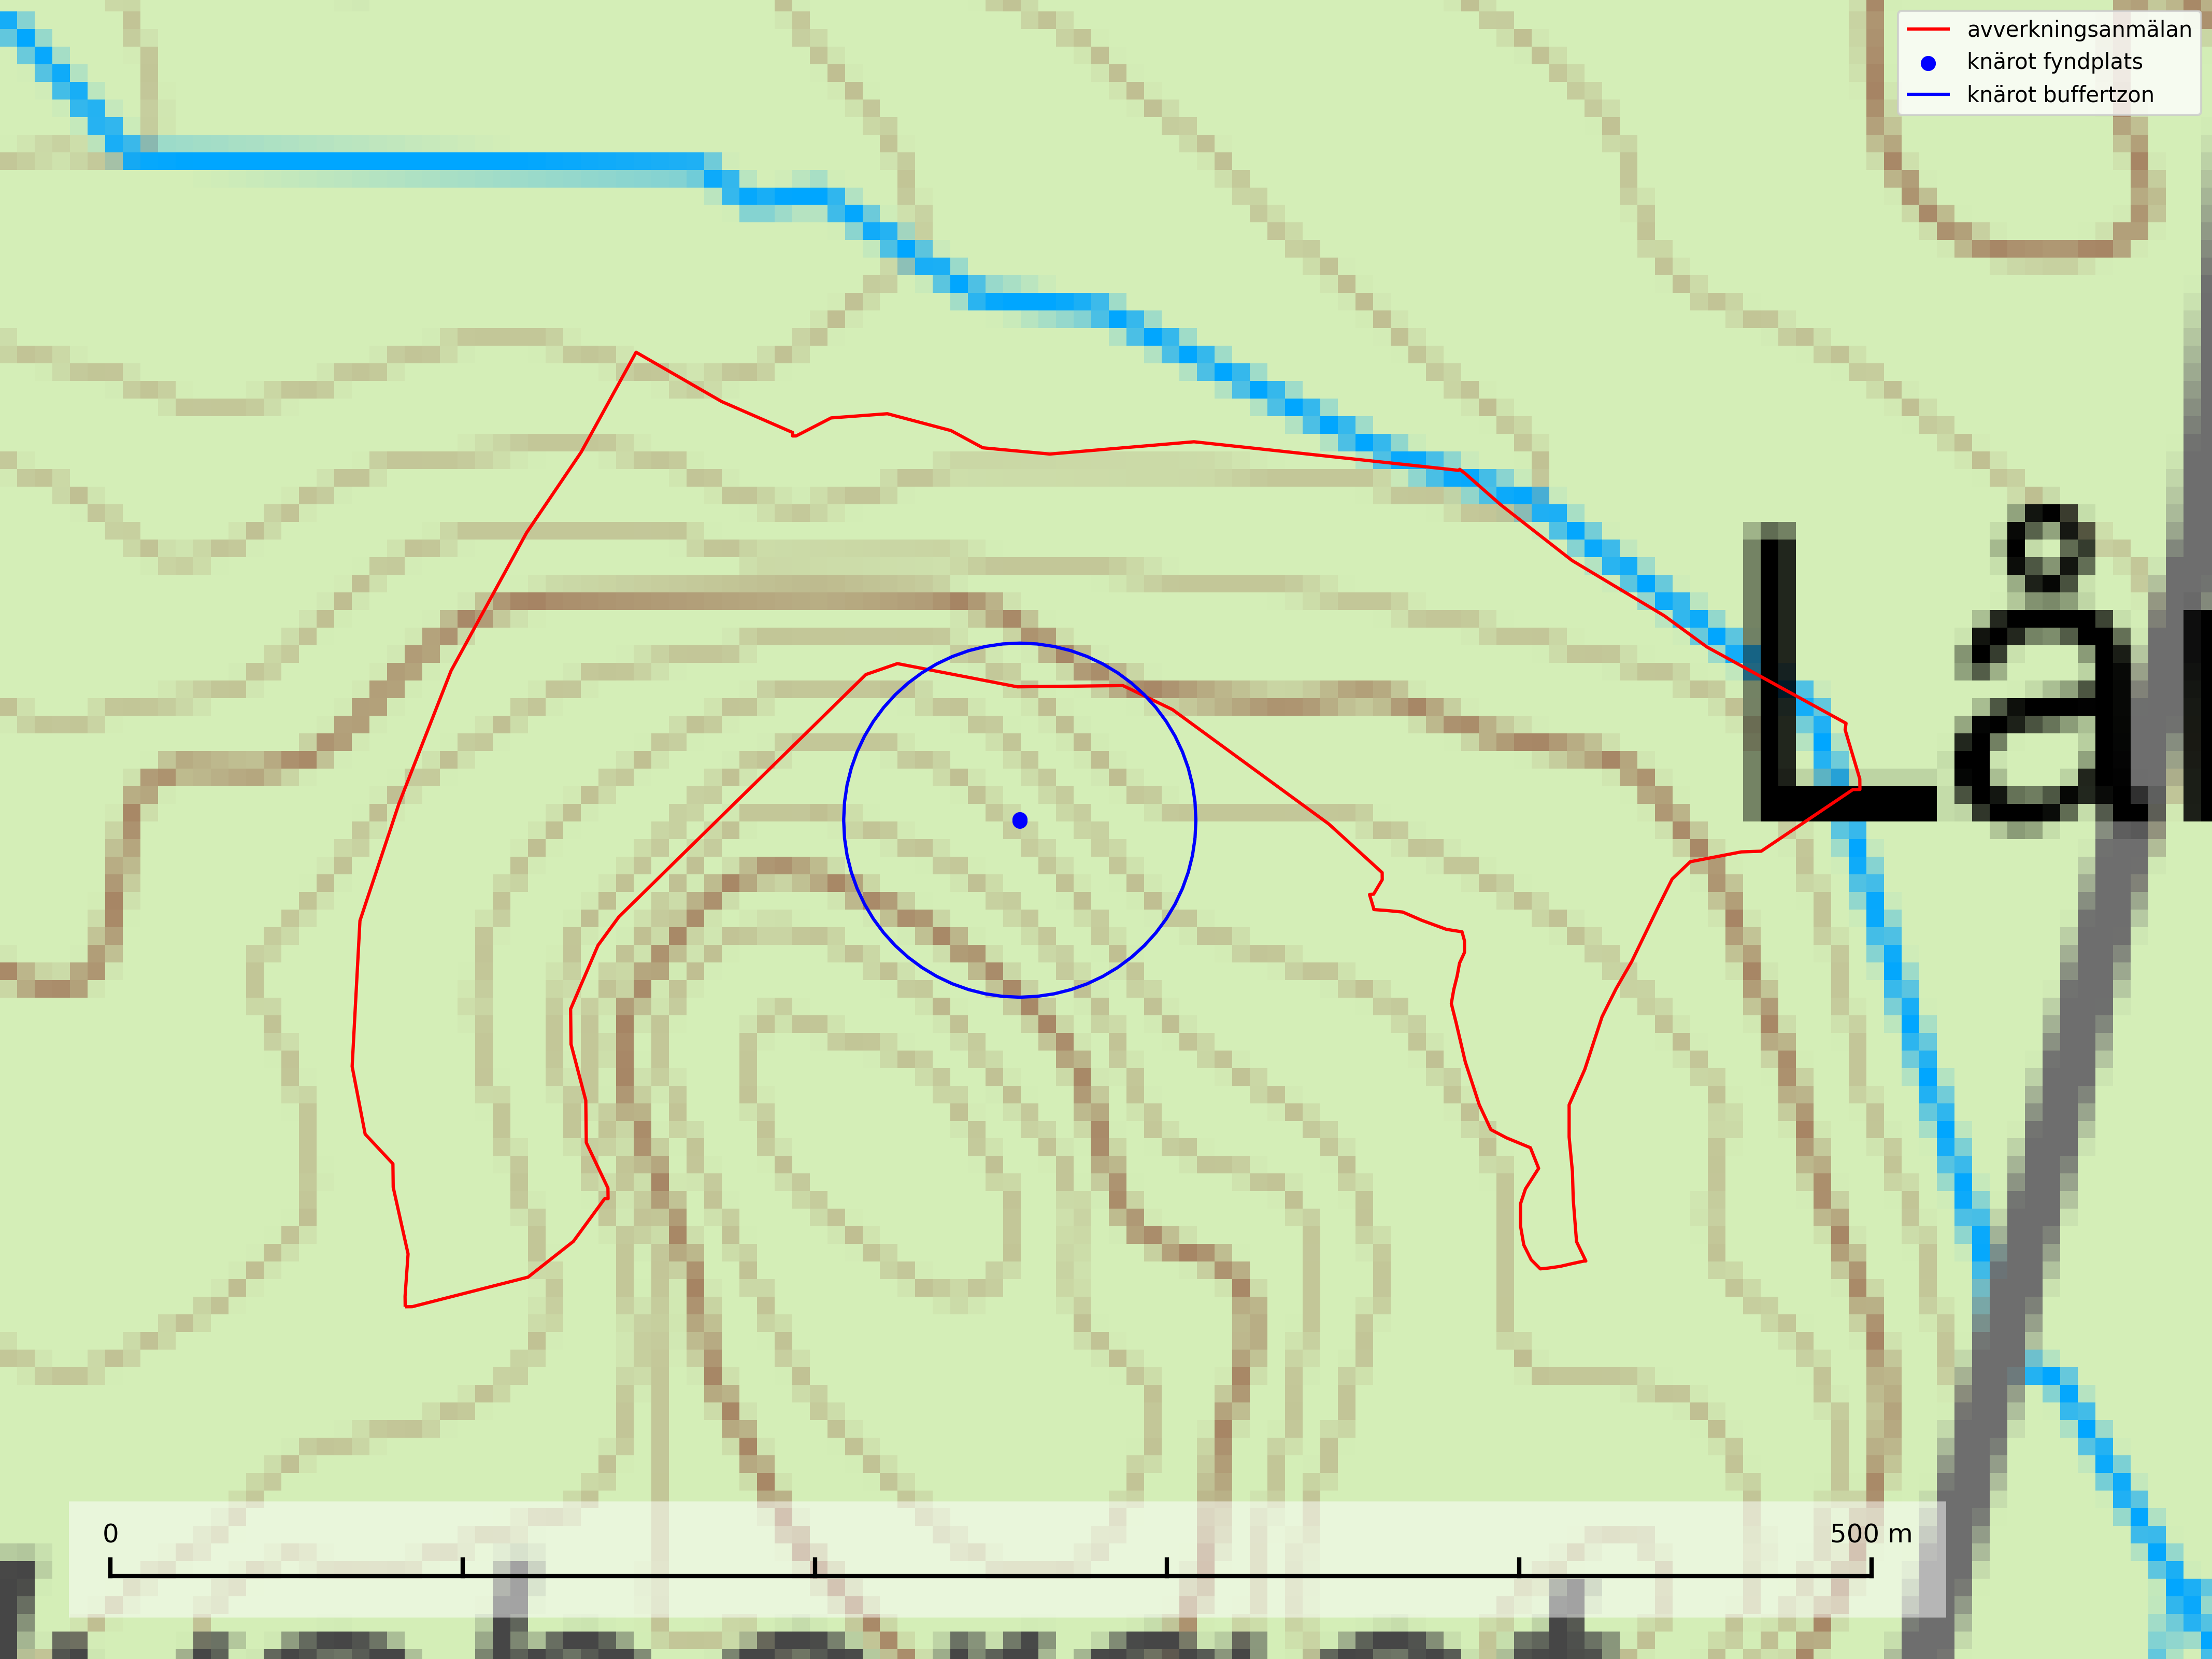 avverkningsanmälan
knärot fyndplats
knärot buffertzon
Lå
0 500 m